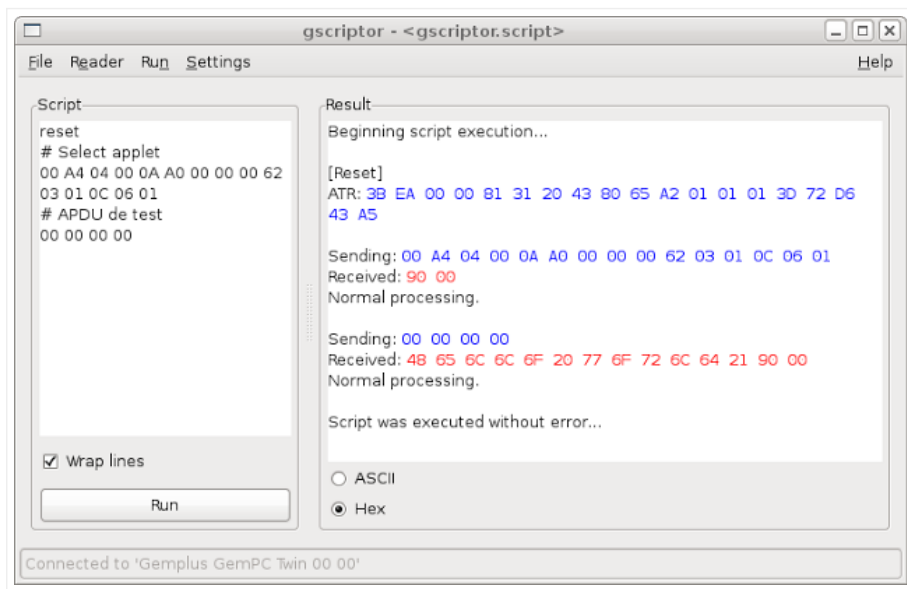 gscriptor - <gscriptor.script>
File Reader Run Settings Help
Script
reset
# Select applet
00 A4 04 00 0A A0 00 00 00 62
03 01 0C 06 01
# APDU de test
00 00 00 00
Wrap lines
Run
Result
Beginning script execution...
[Reset]
ATR: 3B EA 00 00 81 31 20 43 80 65 A2 01 01 01 3D 72 D6
43 A5
Sending: 00 A4 04 00 0A A0 00 00 00 62 03 01 0C 06 01
Received: 90 00
Normal processing.
Sending: 00 00 00 00
Received: 48 65 6C 6C 6F 20 77 6F 72 6C 64 21 90 00
Normal processing.
Script was executed without error...
ASCII
Hex
Connected to 'Gemplus GemPC Twin 00 00'